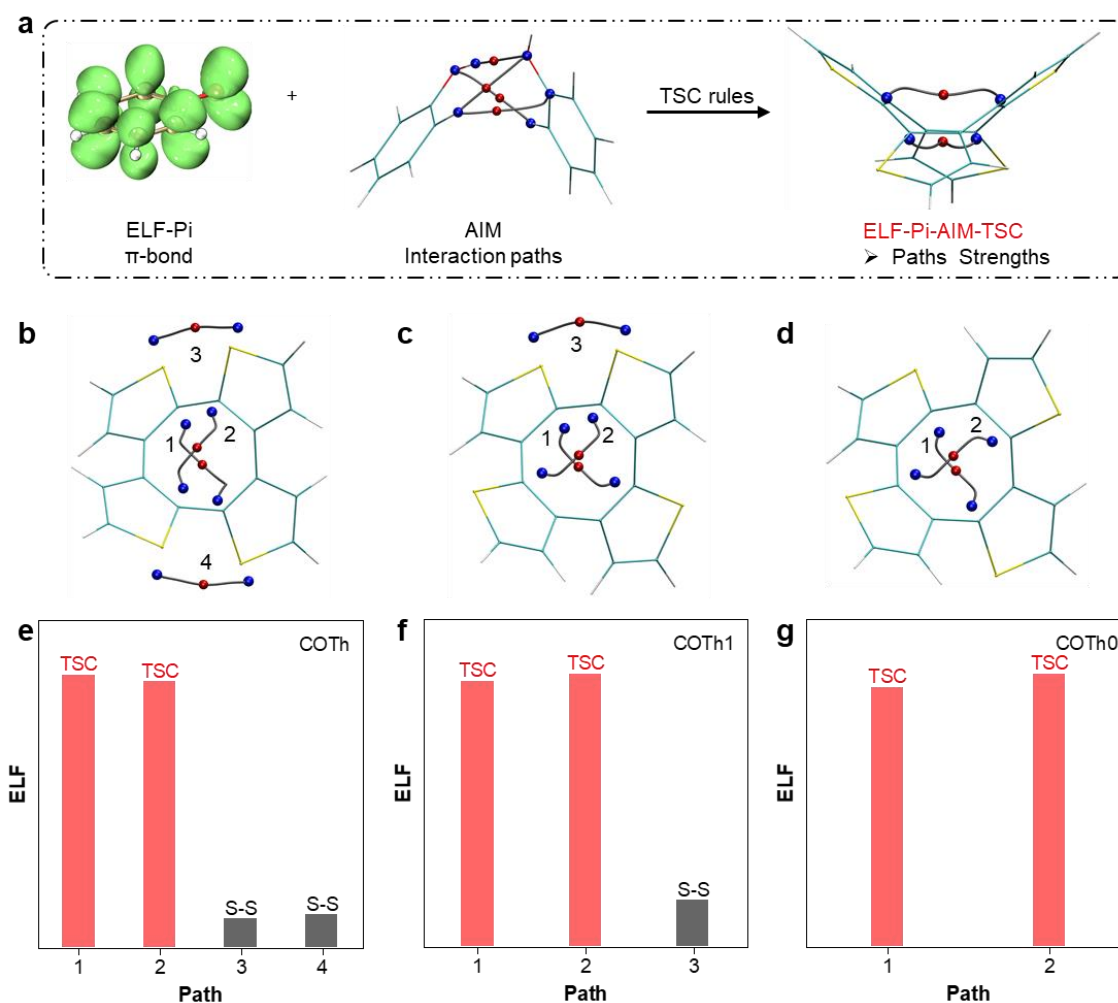 a
+
TSC rules
ELF-Pi
π-bond
AIM
Interaction paths
ELF-Pi-AIM-TSC
➢ Paths Strengths
b
3
1
2
4
c
3
1
2
d
1
2
e
COTh
TSC
TSC
S-S
S-S
ELF
1
2
3
4
Path
f
COTh1
TSC
TSC
S-S
ELF
1
2
3
Path
g
COTh0
TSC
TSC
ELF
1
2
Path